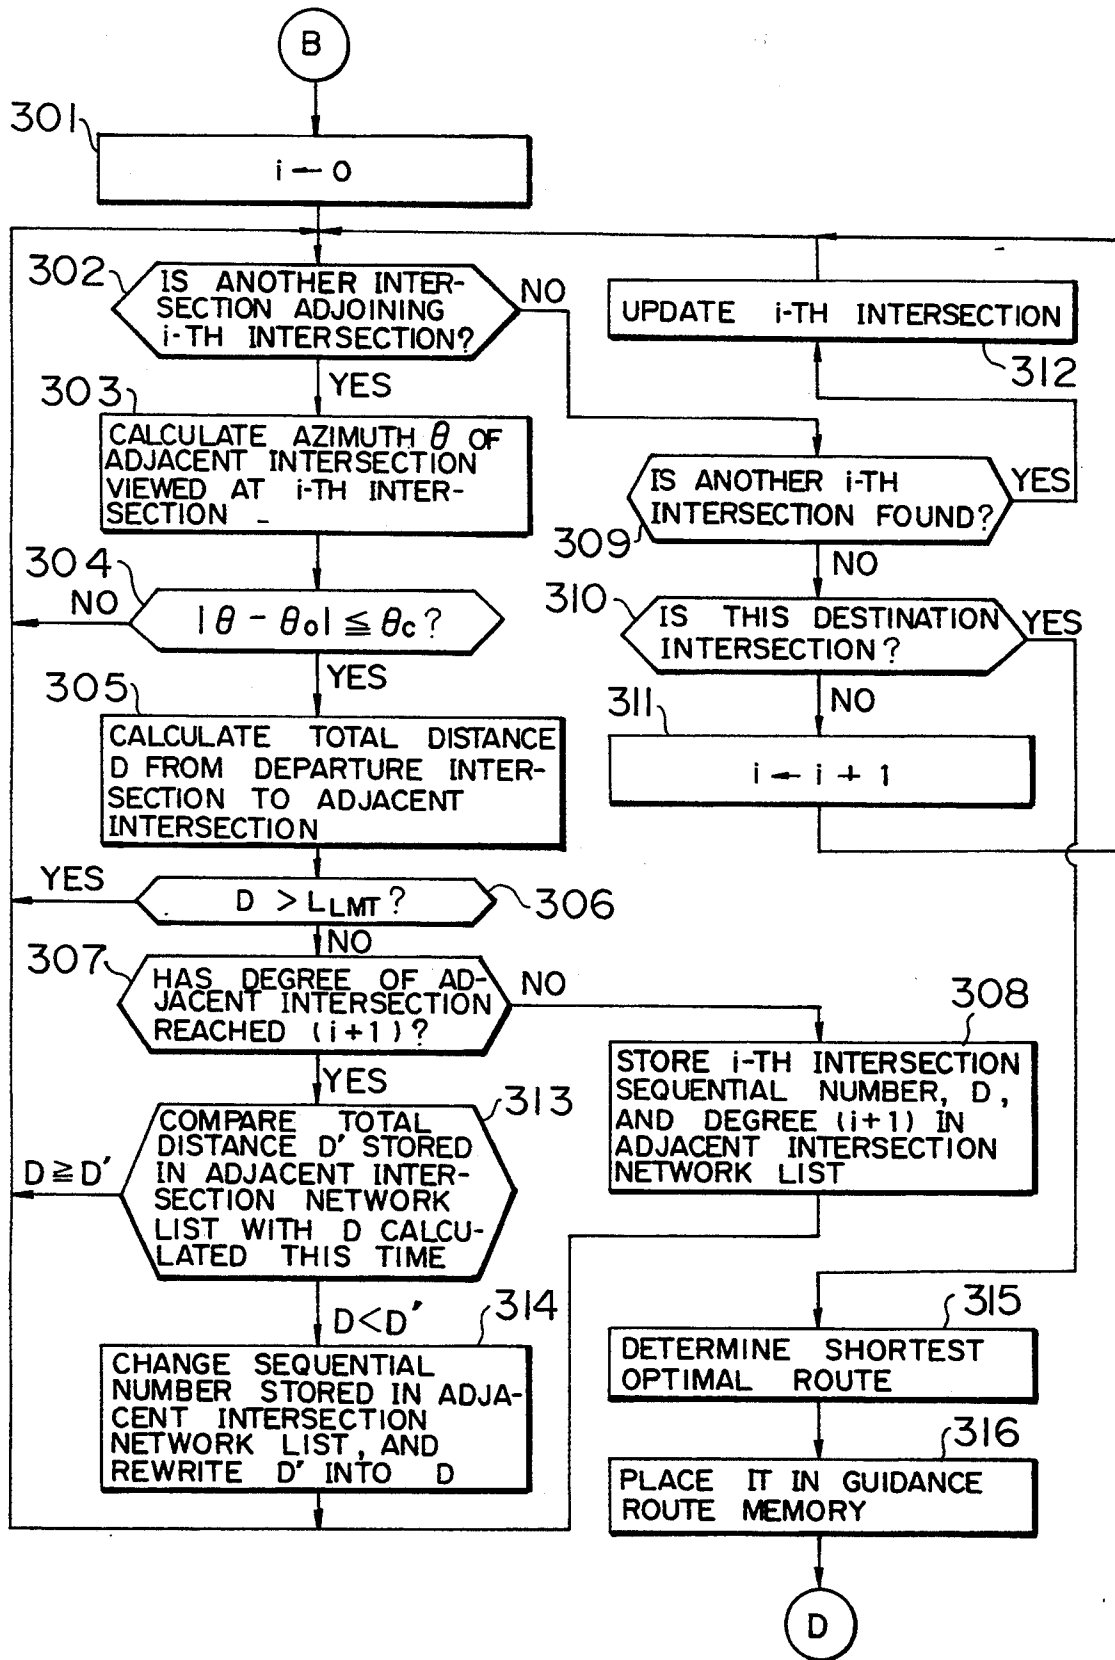 B
301
i ← 0
302
IS ANOTHER INTER-
SECTION ADJOINING
i-TH INTERSECTION?
NO
YES
303
CALCULATE AZIMUTH θ OF
ADJACENT INTERSECTION
VIEWED AT i-TH INTER-
SECTION
304
NO
|θ - θo| ≦ θc ?
YES
305
CALCULATE TOTAL DISTANCE
D FROM DEPARTURE INTER-
SECTION TO ADJACENT
INTERSECTION
YES
D > LLMT ?
306
NO
307
HAS DEGREE OF AD-
JACENT INTERSECTION
REACHED (i+1)?
NO
YES
313
COMPARE TOTAL
DISTANCE D' STORED
IN ADJACENT INTER-
SECTION NETWORK
LIST WITH D CALCU-
LATED THIS TIME
D ≧ D'
D < D'
314
CHANGE SEQUENTIAL
NUMBER STORED IN ADJA-
CENT INTERSECTION
NETWORK LIST, AND
REWRITE D' INTO D
UPDATE i-TH INTERSECTION
312
IS ANOTHER i-TH
INTERSECTION FOUND?
YES
309
NO
310
IS THIS DESTINATION
INTERSECTION?
YES
NO
311
i ← i + 1
308
STORE i-TH INTERSECTION
SEQUENTIAL NUMBER, D,
AND DEGREE (i+1) IN
ADJACENT INTERSECTION
NETWORK LIST
315
DETERMINE SHORTEST
OPTIMAL ROUTE
316
PLACE IT IN GUIDANCE
ROUTE MEMORY
D